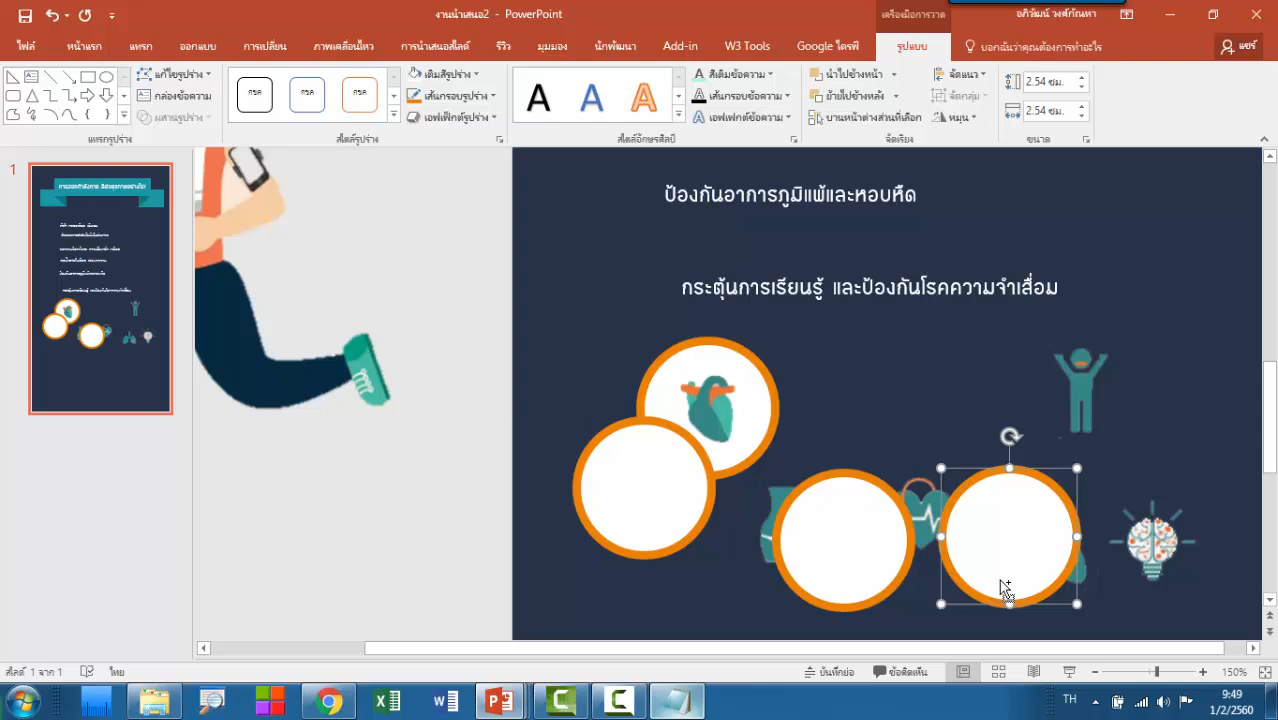 งานนำเสนอ2 - PowerPoint
เครื่องมือการวาด
อภิวัฒน์ วงศ์กัณหา
ไฟล์
หน้าแรก
แทรก
ออกแบบ
การเปลี่ยน
ภาพเคลื่อนไหว
การนำเสนอสไลด์
รีวิว
มุมมอง
นักพัฒนา
Add-in
W3 Tools
Google ไดรฟ์
รูปแบบ
บอกฉันว่าคุณต้องการทำอะไร
แชร์
แก้ไขรูปร่าง
กล่องข้อความ
ผสานรูปร่าง
แทรกรูปร่าง
กขค
กขค
กขค
เติมสีรูปร่าง
เส้นกรอบรูปร่าง
เอฟเฟ็กต์รูปร่าง
สไตล์รูปร่าง
A
A
A
สีเติมข้อความ
เส้นกรอบข้อความ
เอฟเฟกต์ข้อความ
สไตล์อักษรศิลป์
นำไปข้างหน้า
ย้ายไปข้างหลัง
บานหน้าต่างส่วนที่เลือก
จัดแนว
จัดกลุ่ม
หมุน
จัดเรียง
2.54 ซม.
2.54 ซม.
ขนาด
1
ป้องกันอาการภูมิแพ้และหอบหืด
กระตุ้นการเรียนรู้ และป้องกันโรคความจำเสื่อม
สไลด์ 1 จาก 1
ไทย
บันทึกย่อ
ข้อคิดเห็น
150%
TH
9:49
1/2/2560